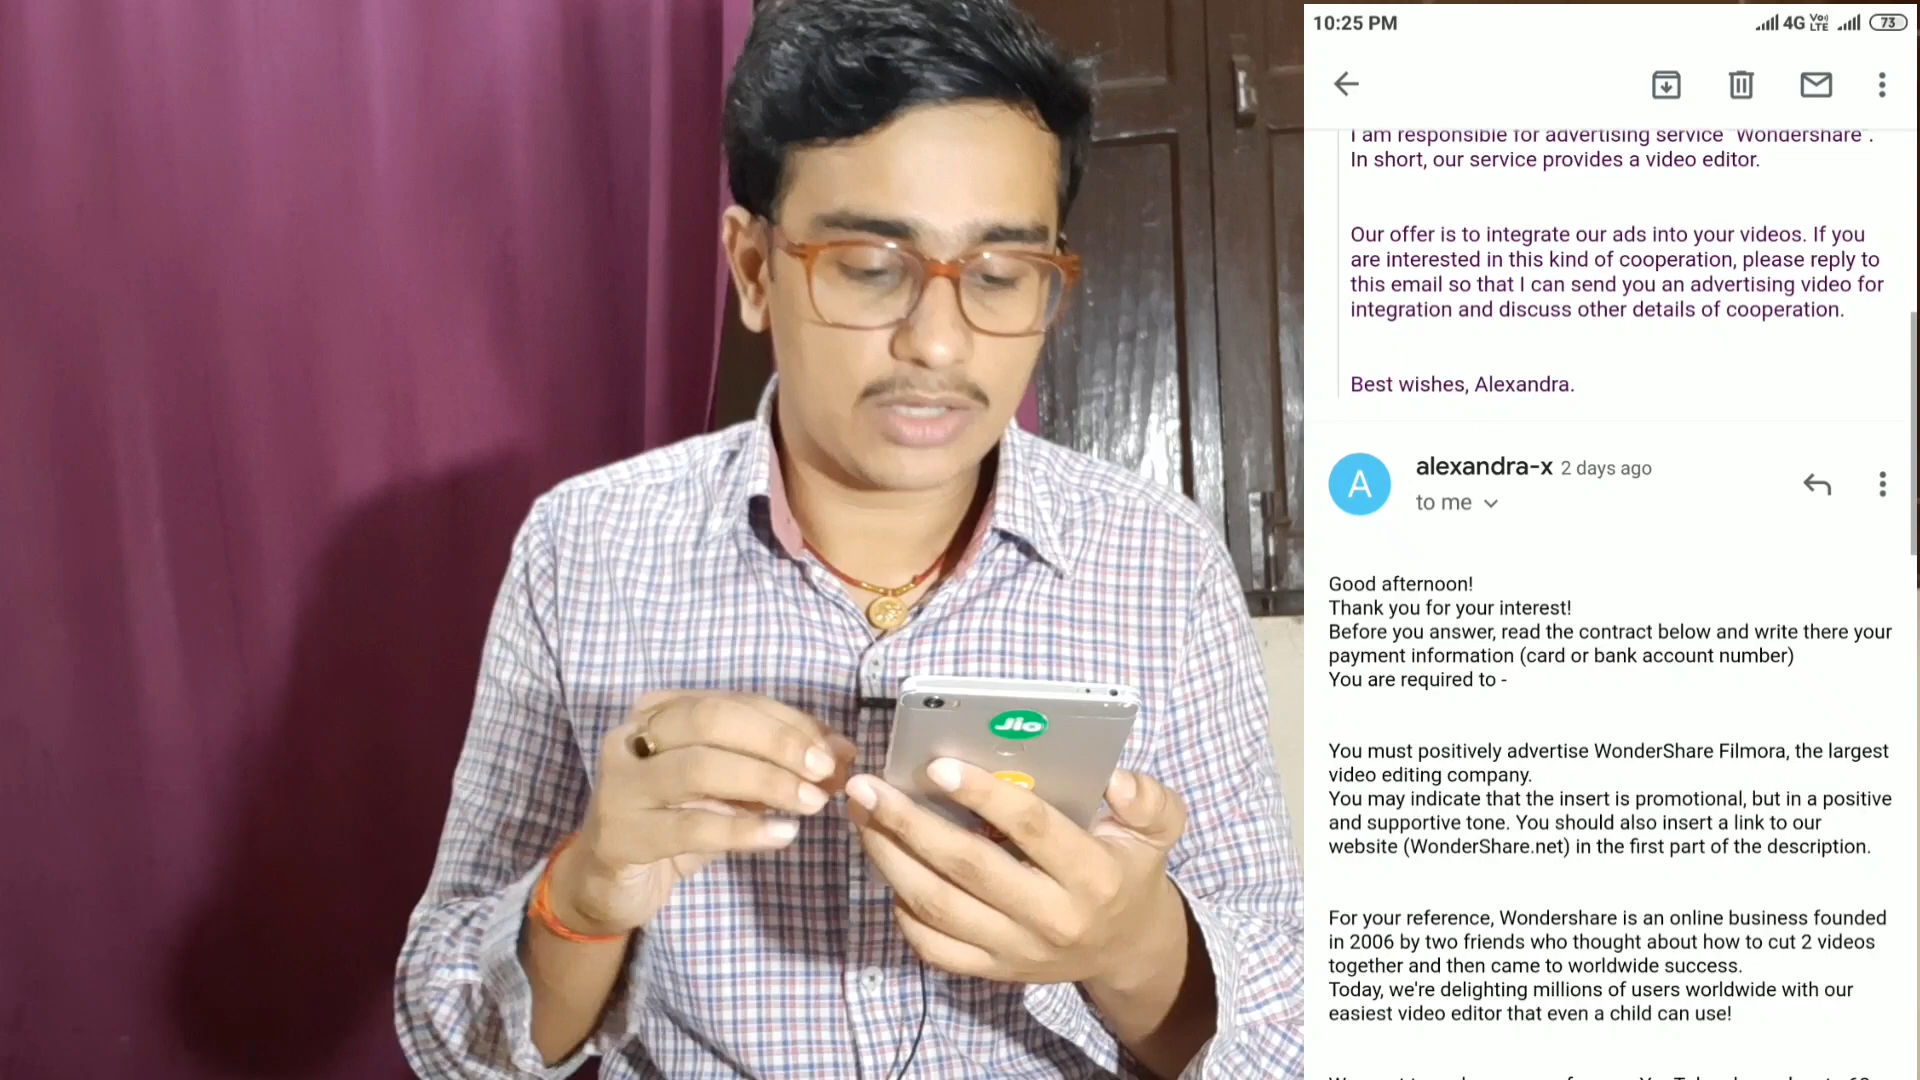 10:25 PM
4G Vo) LTE
73
I am responsible for advertising service "Wondershare".
In short, our service provides a video editor.
Our offer is to integrate our ads into your videos. If you
are interested in this kind of cooperation, please reply to
this email so that I can send you an advertising video for
integration and discuss other details of cooperation.
Best wishes, Alexandra.
A
alexandra-x 2 days ago
to me
Good afternoon!
Thank you for your interest!
Before you answer, read the contract below and write there your
payment information (card or bank account number)
You are required to -
You must positively advertise WonderShare Filmora, the largest
video editing company.
You may indicate that the insert is promotional, but in a positive
and supportive tone. You should also insert a link to our
website (WonderShare.net) in the first part of the description.
For your reference, Wondershare is an online business founded
in 2006 by two friends who thought about how to cut 2 videos
together and then came to worldwide success.
Today, we're delighting millions of users worldwide with our
easiest video editor that even a child can use!
Jio